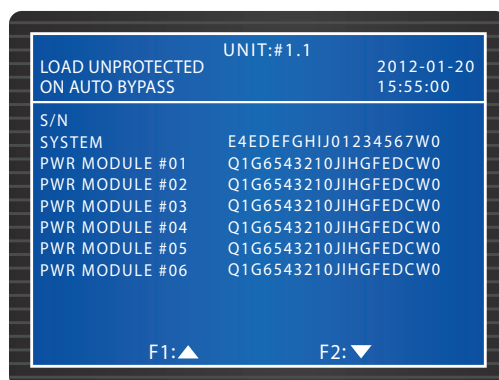 UNIT:#1.1
LOAD UNPROTECTED 2012-01-20
ON AUTO BYPASS 15:55:00
S/N
SYSTEM E4EDEFGHIJ01234567W0
PWR MODULE #01 Q1G6543210JIHGFEDCW0
PWR MODULE #02 Q1G6543210JIHGFEDCW0
PWR MODULE #03 Q1G6543210JIHGFEDCW0
PWR MODULE #04 Q1G6543210JIHGFEDCW0
PWR MODULE #05 Q1G6543210JIHGFEDCW0
PWR MODULE #06 Q1G6543210JIHGFEDCW0
F1:▲ F2:▼